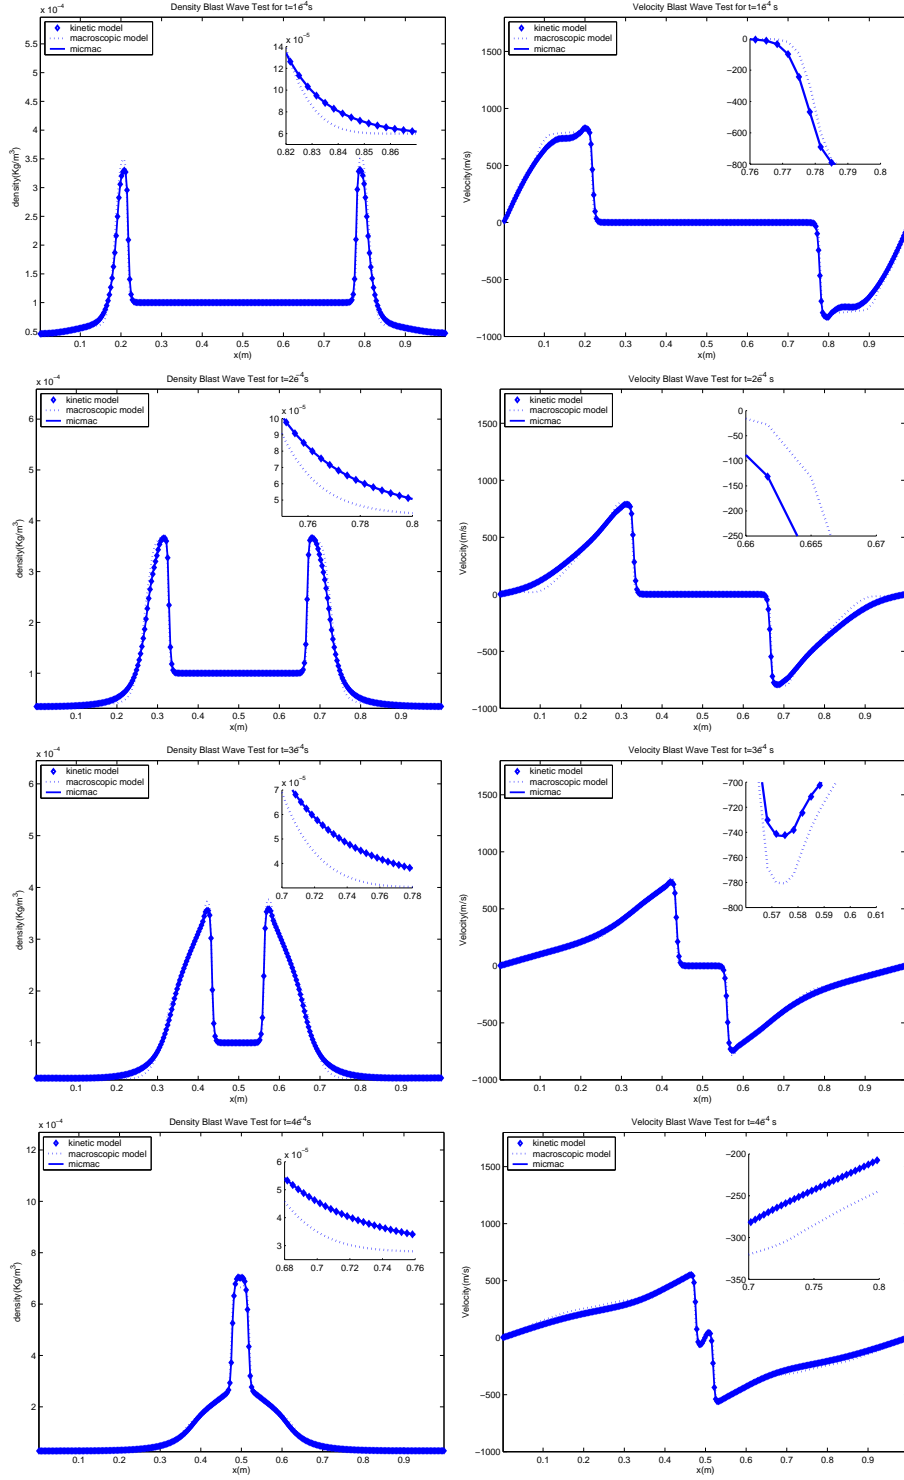 Density Blast Wave Test for t=1e⁻⁴s
x 10⁻⁴
kinetic model
macroscopic model
micmac
x 10⁻⁵
14
12
10
8
6
0.82 0.83 0.84 0.85 0.86
5.5
5
4.5
4
3.5
3
2.5
2
1.5
1
0.5
density(Kg/m³)
0.1 0.2 0.3 0.4 0.5 0.6 0.7 0.8 0.9
x(m)
Velocity Blast Wave Test for t=1e⁻⁴s
kinetic model
macroscopic model
micmac
0
−200
−400
−600
−800
0.76 0.77 0.78 0.79 0.8
1500
1000
500
0
−500
−1000
Velocity(m/s)
0.1 0.2 0.3 0.4 0.5 0.6 0.7 0.8 0.9
x(m)
Density Blast Wave Test for t=2e⁻⁴s
x 10⁻⁴
kinetic model
macroscopic model
micmac
x 10⁻⁵
10
9
8
7
6
5
0.76 0.78 0.8
6
5
4
3
2
1
density(Kg/m³)
0.1 0.2 0.3 0.4 0.5 0.6 0.7 0.8 0.9
x(m)
Velocity Blast Wave Test for t=2e⁻⁴s
kinetic model
macroscopic model
micmac
0
−50
−100
−150
−200
−250
0.66 0.665 0.67
1500
1000
500
0
−500
−1000
Velocity(m/s)
0.1 0.2 0.3 0.4 0.5 0.6 0.7 0.8 0.9
x(m)
Density Blast Wave Test for t=3e⁻⁴s
x 10⁻⁴
kinetic model
macroscopic model
micmac
x 10⁻⁵
7
6
5
4
0.7 0.72 0.74 0.76 0.78
6
5
4
3
2
1
density(Kg/m³)
0.1 0.2 0.3 0.4 0.5 0.6 0.7 0.8 0.9
x(m)
Velocity Blast Wave Test for t=3e⁻⁴s
kinetic model
macroscopic model
micmac
−700
−720
−740
−760
−780
−800
0.57 0.58 0.59 0.6 0.61
1500
1000
500
0
−500
−1000
Velocity(m/s)
0.1 0.2 0.3 0.4 0.5 0.6 0.7 0.8 0.9
x(m)
Density Blast Wave Test for t=4e⁻⁴s
x 10⁻⁴
kinetic model
macroscopic model
micmac
x 10⁻⁵
6
5
4
3
0.68 0.7 0.72 0.74 0.76
12
10
8
6
4
2
density(Kg/m³)
0.1 0.2 0.3 0.4 0.5 0.6 0.7 0.8 0.9
x(m)
Velocity Blast Wave Test for t=4e⁻⁴s
kinetic model
macroscopic model
micmac
−200
−250
−300
−350
0.7 0.75 0.8
1500
1000
500
0
−500
−1000
Velocity(m/s)
0.1 0.2 0.3 0.4 0.5 0.6 0.7 0.8 0.9
x(m)